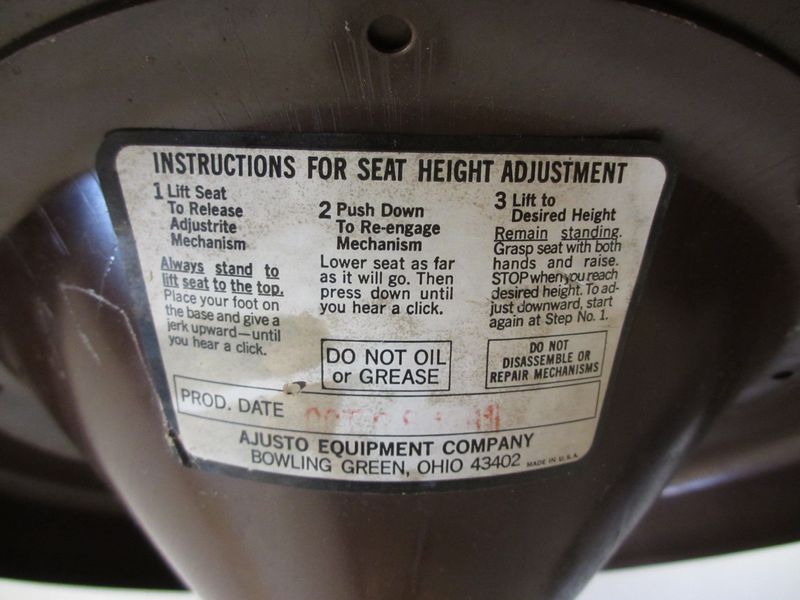 INSTRUCTIONS FOR SEAT HEIGHT ADJUSTMENT
1 Lift Seat
To Release
Adjustrite
Mechanism
Always stand to
lift seat to the top.
Place your foot on
the base and give a
jerk upward—until
you hear a click.
2 Push Down
To Re-engage
Mechanism
Lower seat as far
as it will go. Then
press down until
you hear a click.
DO NOT OIL
or GREASE
3 Lift to
Desired Height
Remain standing.
Grasp seat with both
hands and raise.
STOP when you reach
desired height. To ad-
just downward, start
again at Step No. 1.
DO NOT
DISASSEMBLE OR
REPAIR MECHANISMS
PROD. DATE
AJUSTO EQUIPMENT COMPANY
BOWLING GREEN, OHIO 43402 MADE IN U.S.A.